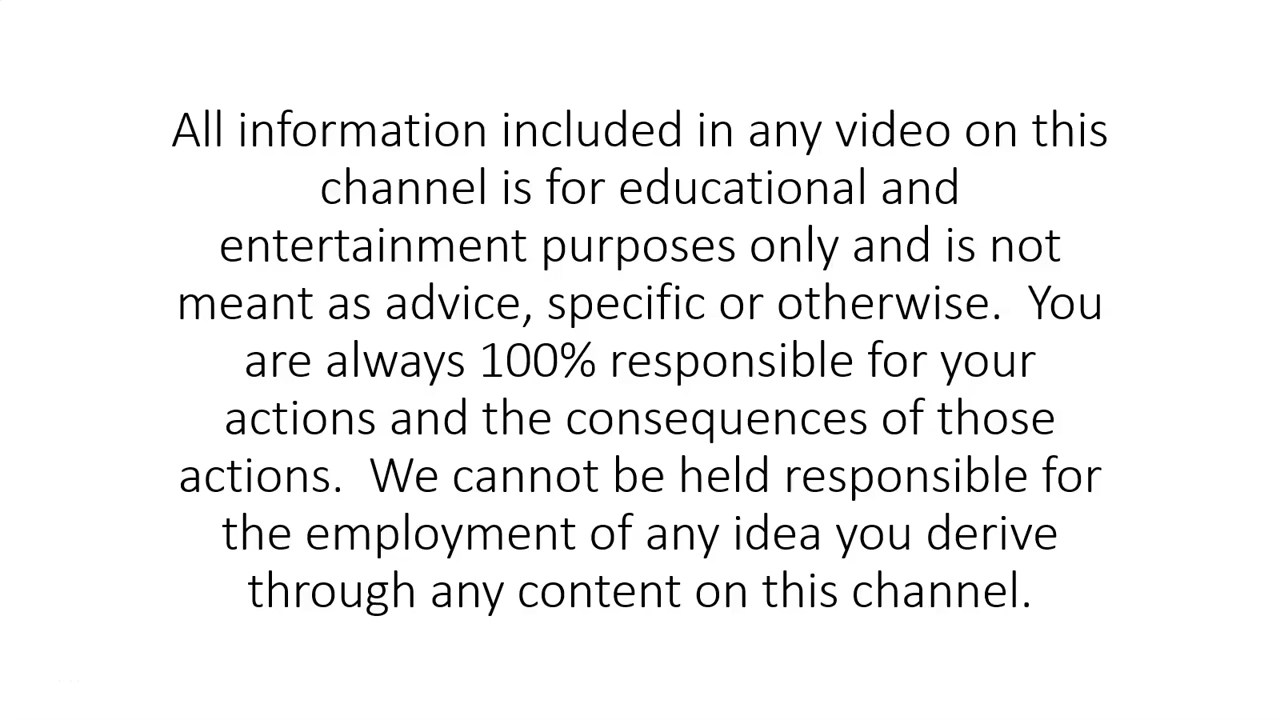 All information included in any video on this
channel is for educational and
entertainment purposes only and is not
meant as advice, specific or otherwise.  You
are always 100% responsible for your
actions and the consequences of those
actions.  We cannot be held responsible for
the employment of any idea you derive
through any content on this channel.